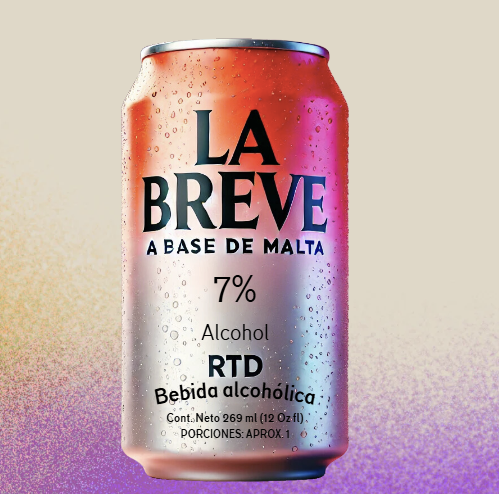 LA
BREVE
A BASE DE MALTA
7%
Alcohol
RTD
Bebida alcohólica
Cont. Neto 269 ml (12 Oz fl)
PORCIONES: APROX. 1